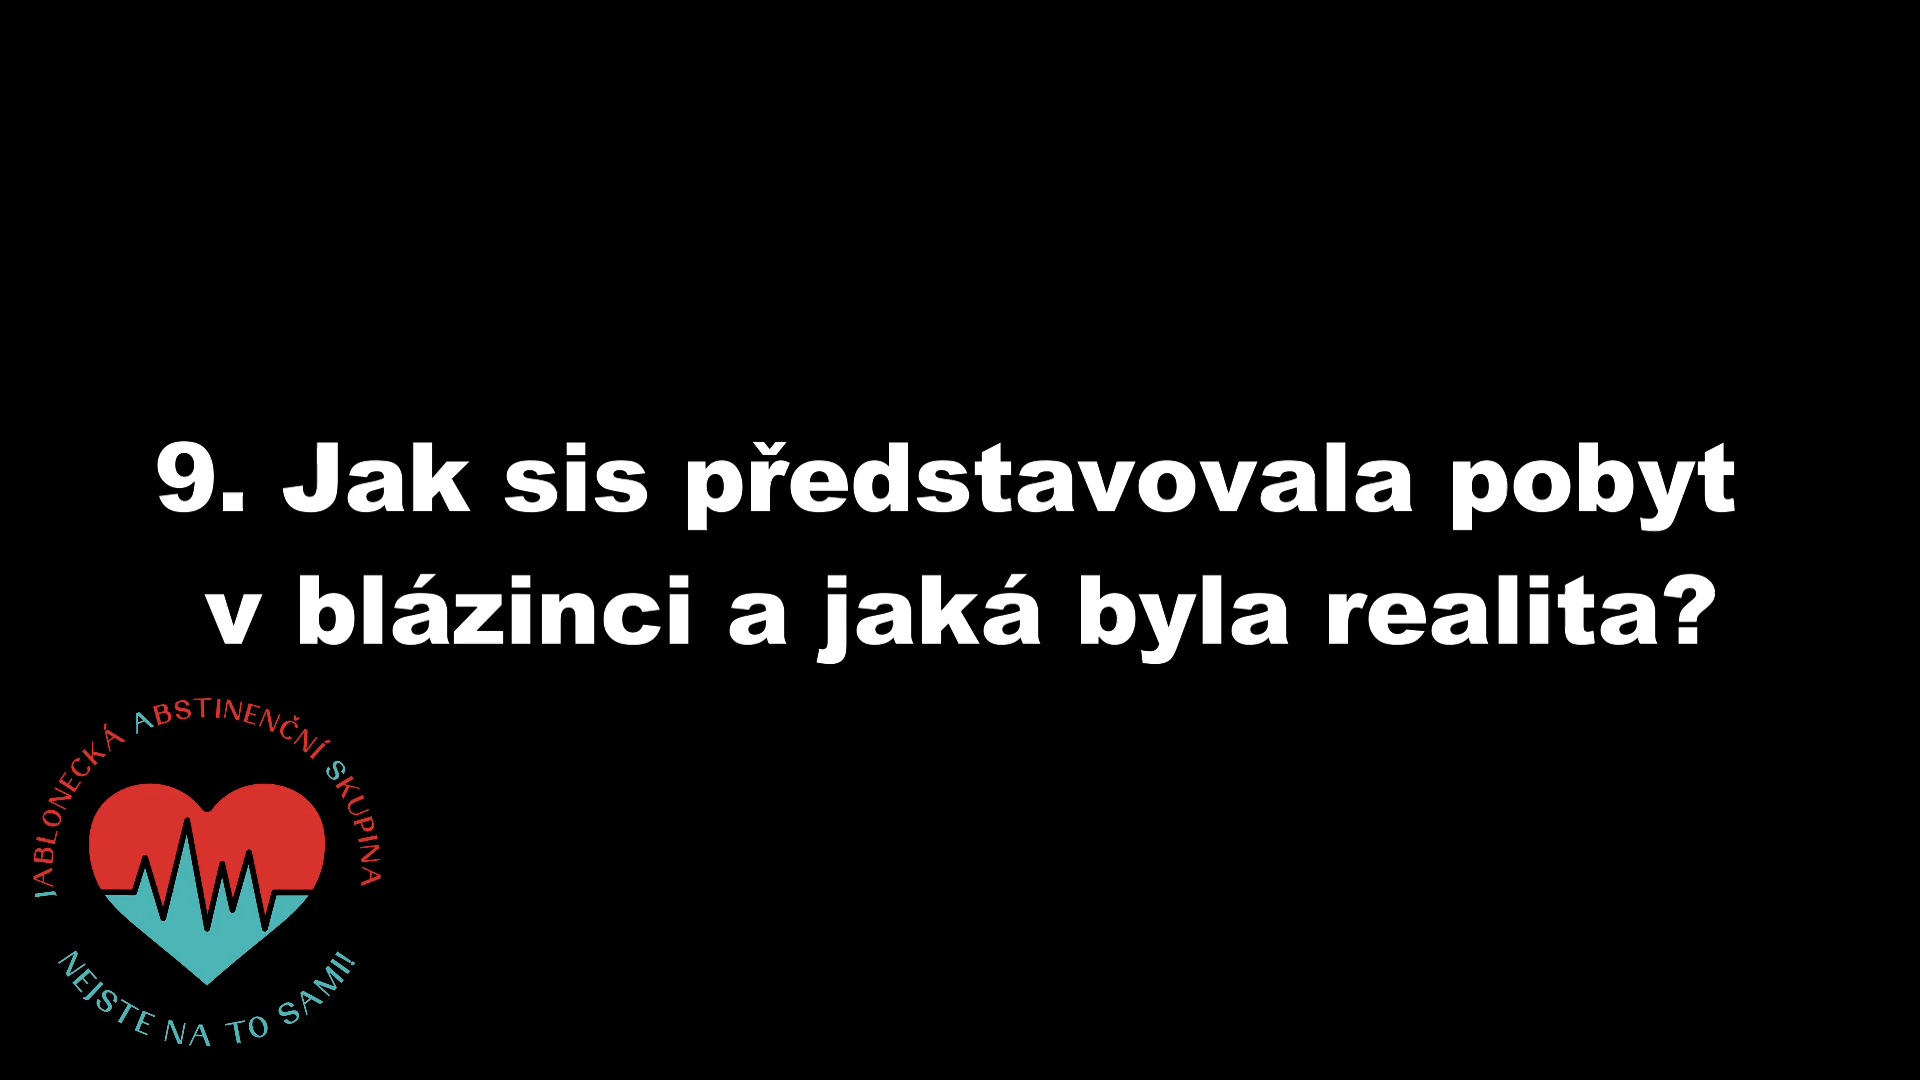 9. Jak sis představovala pobyt
v blázinci a jaká byla realita?
JABLONECKÁ ABSTINENČNÍ SKUPINA
NEJSTE NA TO SAMI!